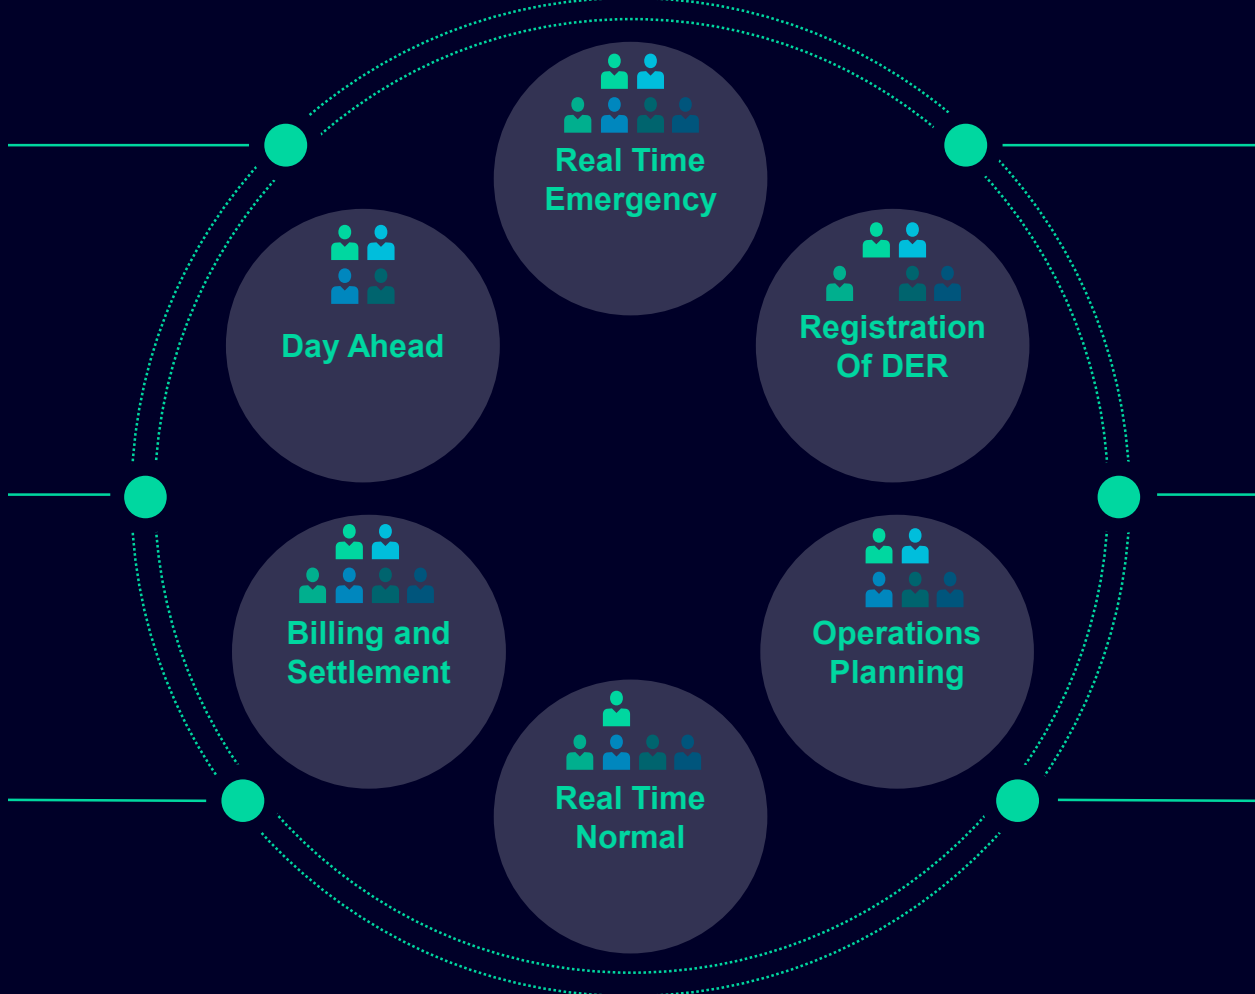 Real Time
Emergency
Day Ahead
Registration
Of DER
Billing and
Settlement
Operations
Planning
Real Time
Normal